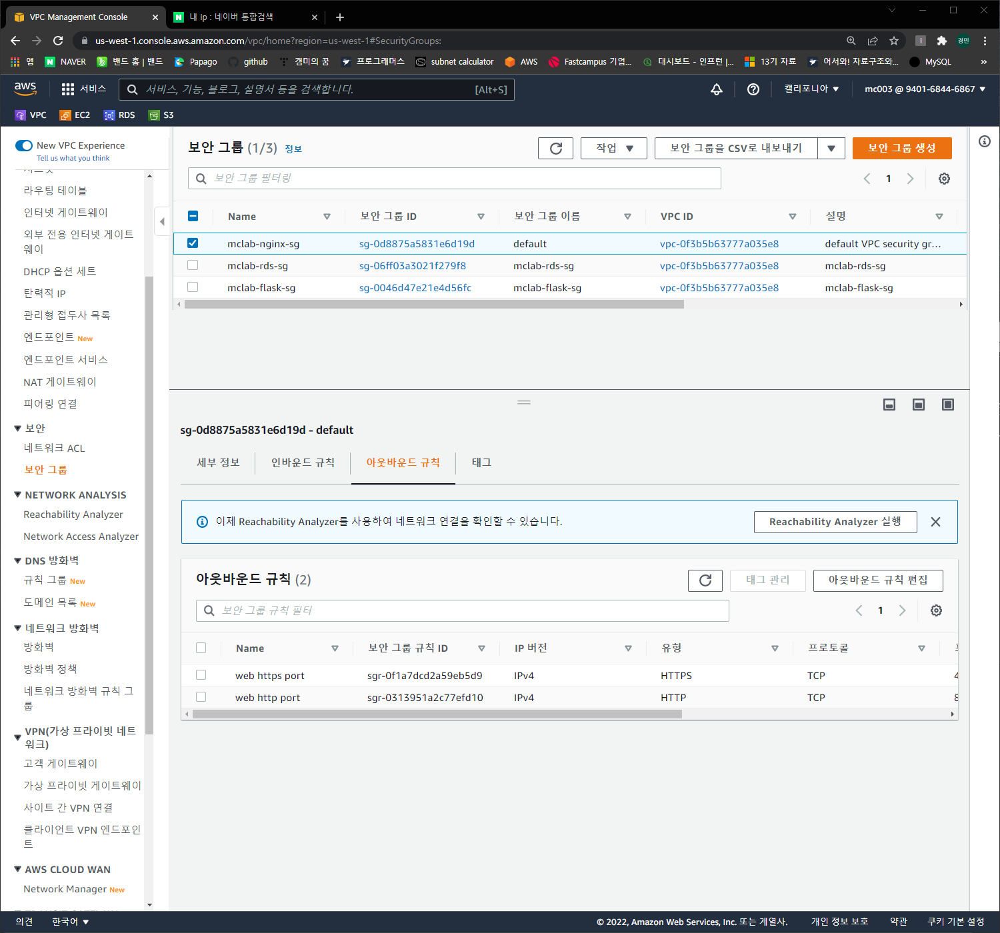 VPC Management Console
내 ip : 네이버 통합검색
us-west-1.console.aws.amazon.com/vpc/home?region=us-west-1#SecurityGroups:
경민
앱 NAVER 밴드 홈 | 밴드 Papago github 캠미의 꿈 프로그래머스 subnet calculator AWS Fastcampus 기업... 대시보드 - 인프런 |... 13기 자료 어서와! 자료구조와... MySQL »
aws 서비스 서비스, 기능, 블로그, 설명서 등을 검색합니다. [Alt+S] 캘리포니아 ▼ mc003 @ 9401-6844-6867 ▼
VPC EC2 RDS S3
New VPC Experience
Tell us what you think
라우팅 테이블
인터넷 게이트웨이
외부 전용 인터넷 게이트
웨이
DHCP 옵션 세트
탄력적 IP
관리형 접두사 목록
엔드포인트 New
엔드포인트 서비스
NAT 게이트웨이
피어링 연결
보안
네트워크 ACL
보안 그룹
NETWORK ANALYSIS
Reachability Analyzer
Network Access Analyzer
DNS 방화벽
규칙 그룹 New
도메인 목록 New
네트워크 방화벽
방화벽
방화벽 정책
네트워크 방화벽 규칙 그
룹
VPN(가상 프라이빗 네트
워크)
고객 게이트웨이
가상 프라이빗 게이트웨이
사이트 간 VPN 연결
클라이언트 VPN 엔드포인
트
AWS CLOUD WAN
Network Manager New
보안 그룹 (1/3) 정보
작업 ▼ 보안 그룹을 CSV로 내보내기 ▼ 보안 그룹 생성
보안 그룹 필터링
1
Name 보안 그룹 ID 보안 그룹 이름 VPC ID 설명
mclab-nginx-sg sg-0d8875a5831e6d19d default vpc-0f3b5b63777a035e8 default VPC security gr...
mclab-rds-sg sg-06ff03a3021f279f8 mclab-rds-sg vpc-0f3b5b63777a035e8 mclab-rds-sg
mclab-flask-sg sg-0046d47e21e4d56fc mclab-flask-sg vpc-0f3b5b63777a035e8 mclab-flask-sg
sg-0d8875a5831e6d19d - default
세부 정보 인바운드 규칙 아웃바운드 규칙 태그
이제 Reachability Analyzer를 사용하여 네트워크 연결을 확인할 수 있습니다.
Reachability Analyzer 실행
아웃바운드 규칙 (2)
태그 관리 아웃바운드 규칙 편집
보안 그룹 규칙 필터
1
Name 보안 그룹 규칙 ID IP 버전 유형 프로토콜
web https port sgr-0f1a7dcd2a59eb5d9 IPv4 HTTPS TCP 4
web http port sgr-0313951a2c77efd10 IPv4 HTTP TCP 8
의견 한국어 ▼
© 2022, Amazon Web Services, Inc. 또는 계열사. 개인 정보 보호 약관 쿠키 기본 설정